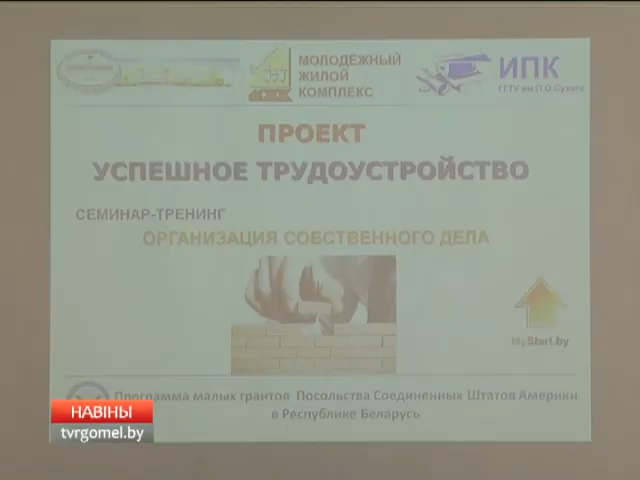 МОЛОДЁЖНЫЙ
ЖИЛОЙ
КОМПЛЕКС
ИПК
ГГТУ им.П.О.Сухого
ПРОЕКТ
УСПЕШНОЕ ТРУДОУСТРОЙСТВО
СЕМИНАР-ТРЕНИНГ
ОРГАНИЗАЦИЯ СОБСТВЕННОГО ДЕЛА
MyStart.by
Программа малых грантов Посольства Соединенных Штатов Америки
в Республике Беларусь
НАВІНЫ
tvrgomel.by